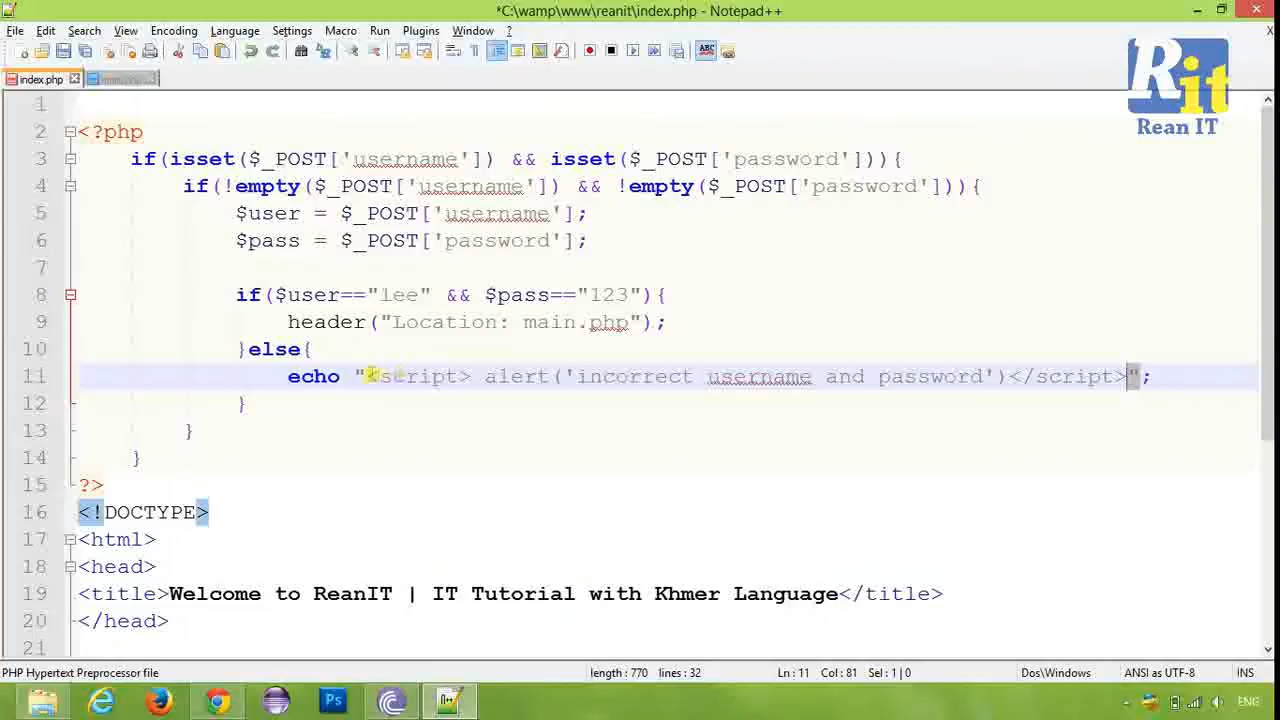 *C:\wamp\www\reanit\index.php - Notepad++
File Edit Search View Encoding Language Settings Macro Run Plugins Window ? X
index.php
Rit
Rean IT
1
2 <?php
3 if(isset($_POST['username']) && isset($_POST['password'])){
4 if(!empty($_POST['username']) && !empty($_POST['password'])){
5 $user = $_POST['username'];
6 $pass = $_POST['password'];
7
8 if($user=="lee" && $pass=="123"){
9 header("Location: main.php");
10 }else{
11 echo "<script> alert('incorrect username and password')</script>";
12 }
13 }
14 }
15 ?>
16 <!DOCTYPE>
17 <html>
18 <head>
19 <title>Welcome to ReanIT | IT Tutorial with Khmer Language</title>
20 </head>
21
PHP Hypertext Preprocessor file length : 770 lines : 32 Ln : 11 Col : 81 Sel : 1 | 0 Dos\Windows ANSI as UTF-8 INS
Ps ENG